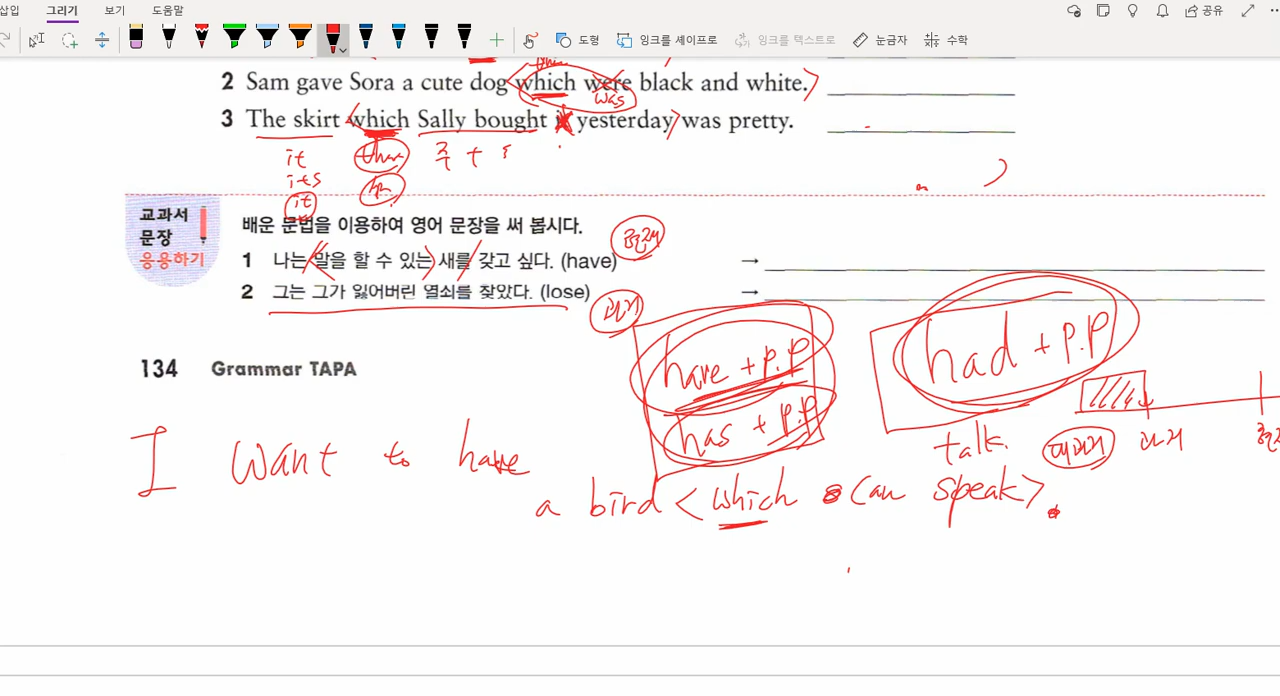 삽입 그리기 보기 도움말
공유
도형 잉크를 셰이프로 잉크를 텍스트로 눈금자 수학
2 Sam gave Sora a cute dog which were black and white.
was
3 The skirt which Sally bought it yesterday was pretty.
it that 주 +
its
it
교과서
문장
응용하기
배운 문법을 이용하여 영어 문장을 써 봅시다.
현재
1 나는 말을 할 수 있는 새를 갖고 싶다. (have) →
2 그는 그가 잃어버린 열쇠를 찾았다. (lose) →
과거
134 Grammar TAPA
have + p.p had + p.p
has + p.p
talk. 대과거 과거
I want to have
a bird < which can speak >.